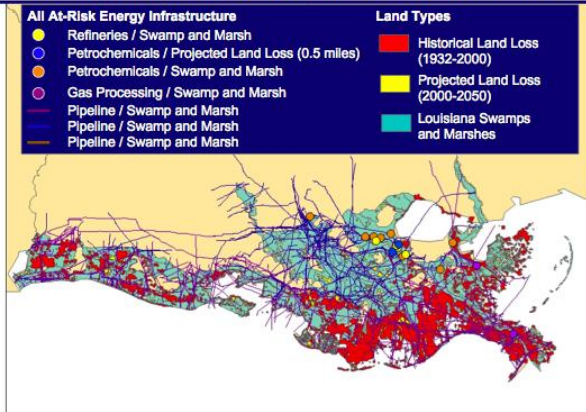 All At-Risk Energy Infrastructure
Refineries / Swamp and Marsh
Petrochemicals / Projected Land Loss (0.5 miles)
Petrochemicals / Swamp and Marsh
Gas Processing / Swamp and Marsh
Pipeline / Swamp and Marsh
Pipeline / Swamp and Marsh
Pipeline / Swamp and Marsh
Land Types
Historical Land Loss
(1932-2000)
Projected Land Loss
(2000-2050)
Louisiana Swamps
and Marshes